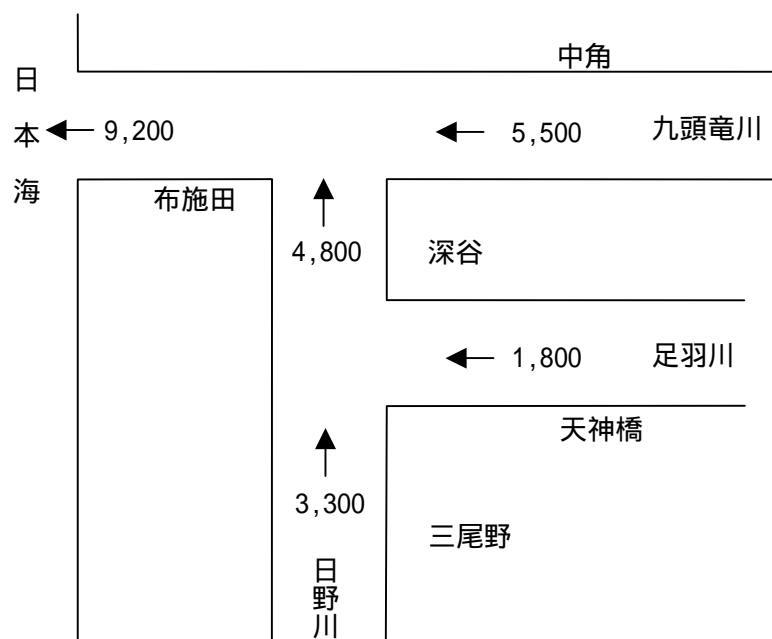 中角
日本海
9,200
5,500
九頭竜川
布施田
4,800
深谷
1,800
足羽川
天神橋
3,300
三尾野
日野川